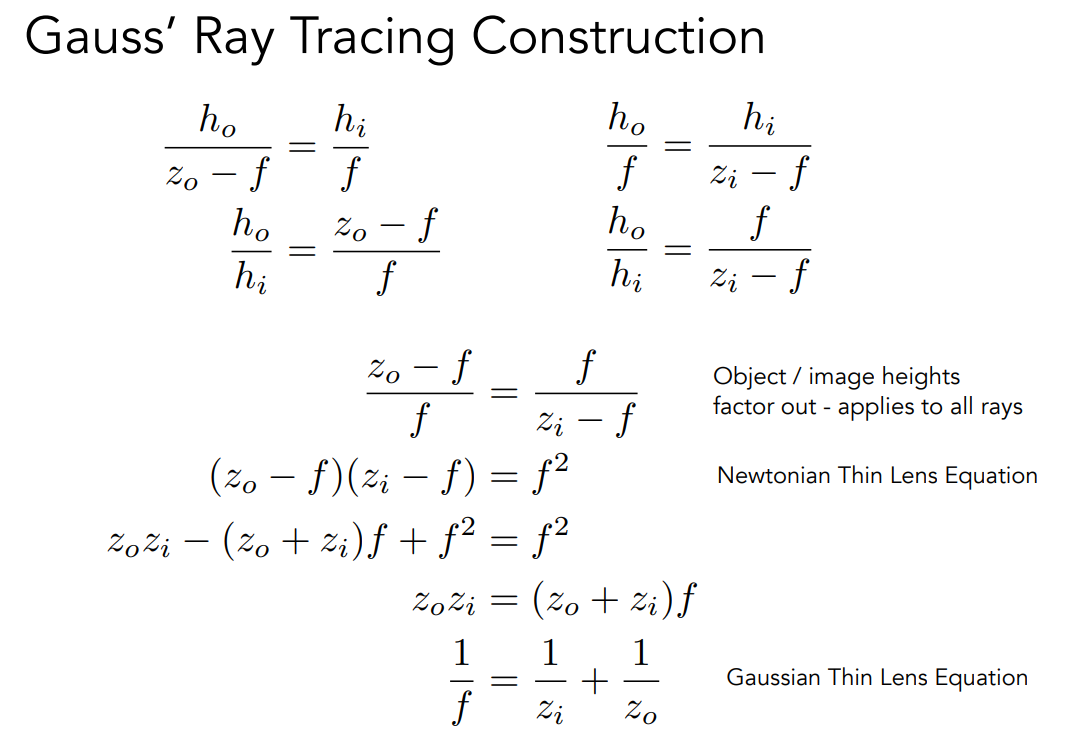 Gauss’ Ray Tracing Construction
\frac{h_o}{z_o - f} = \frac{h_i}{f}
\frac{h_o}{f} = \frac{h_i}{z_i - f}
\frac{h_o}{h_i} = \frac{z_o - f}{f}
\frac{h_o}{h_i} = \frac{f}{z_i - f}
\frac{z_o - f}{f} = \frac{f}{z_i - f}
Object / image heights
factor out - applies to all rays
(z_o - f)(z_i - f) = f^2
Newtonian Thin Lens Equation
z_o z_i - (z_o + z_i)f + f^2 = f^2
z_o z_i = (z_o + z_i)f
\frac{1}{f} = \frac{1}{z_i} + \frac{1}{z_o}
Gaussian Thin Lens Equation